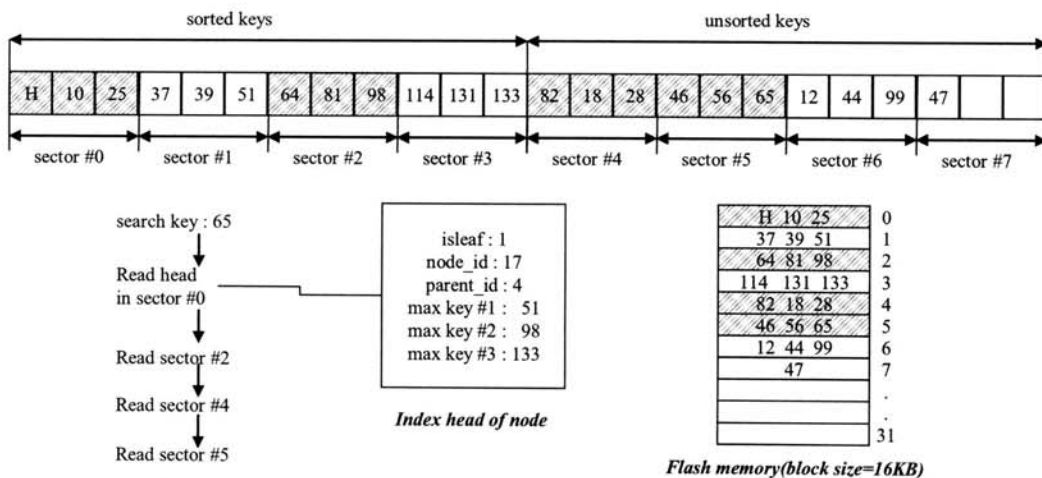 sorted keys unsorted keys
H 10 25 37 39 51 64 81 98 114 131 133 82 18 28 46 56 65 12 44 99 47
sector #0 sector #1 sector #2 sector #3 sector #4 sector #5 sector #6 sector #7
search key : 65
Read head
in sector #0
Read sector #2
Read sector #4
Read sector #5
isleaf : 1
node_id : 17
parent_id : 4
max key #1 : 51
max key #2 : 98
max key #3 : 133
Index head of node
H 10 25 0
37 39 51 1
64 81 98 2
114 131 133 3
82 18 28 4
46 56 65 5
12 44 99 6
47 7
.
.
31
Flash memory(block size=16KB)